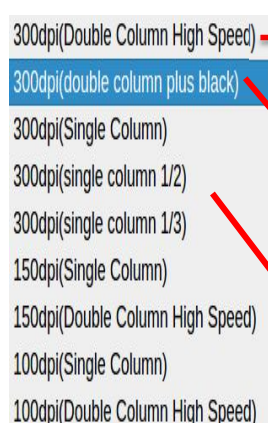 300dpi(Double Column High Speed)
300dpi(double column plus black)
300dpi(Single Column)
300dpi(single column 1/2)
300dpi(single column 1/3)
150dpi(Single Column)
150dpi(Double Column High Speed)
100dpi(Single Column)
100dpi(Double Column High Speed)